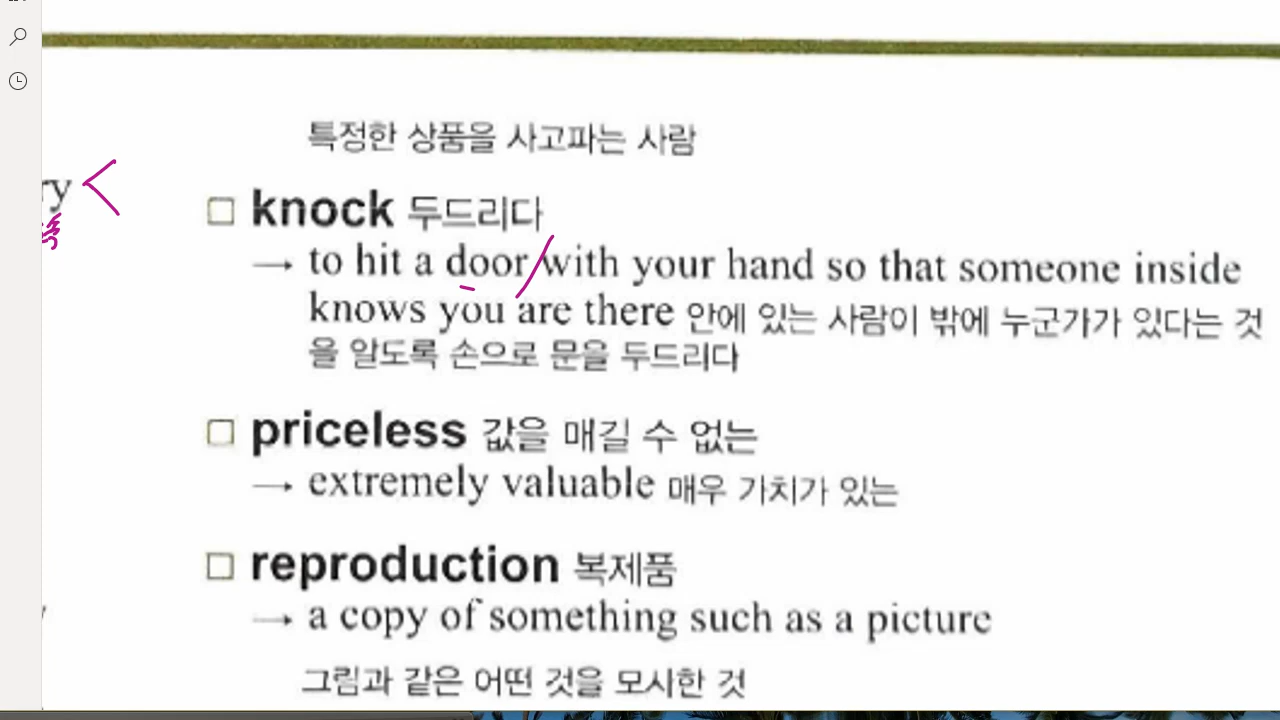 특정한 상품을 사고파는 사람
ry
knock 두드리다
→ to hit a door with your hand so that someone inside
knows you are there 안에 있는 사람이 밖에 누군가가 있다는 것
을 알도록 손으로 문을 두드리다
priceless 값을 매길 수 없는
→ extremely valuable 매우 가치가 있는
reproduction 복제품
→ a copy of something such as a picture
그림과 같은 어떤 것을 모사한 것